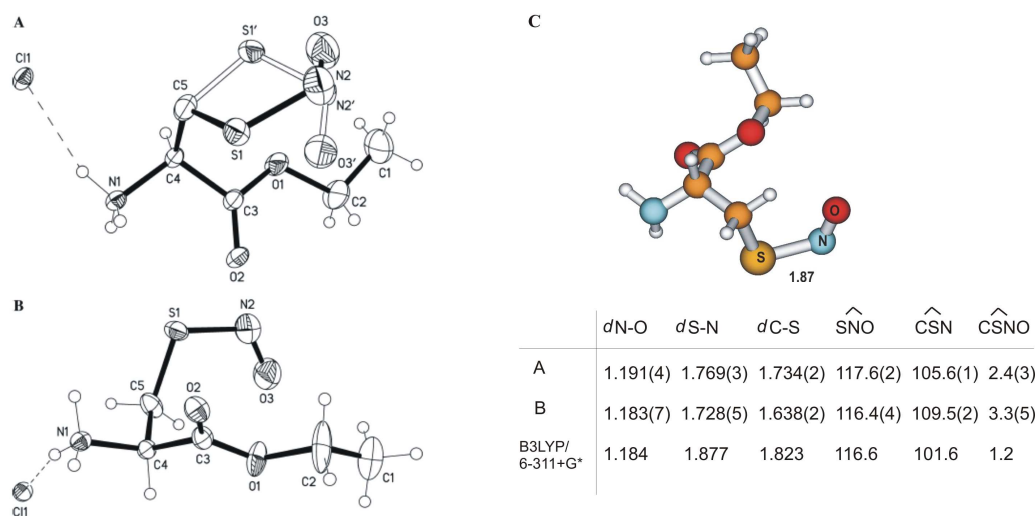 A
O3
S1'
N2
Cl1
C5
N2'
S1
O3'
C1
O1
N1
C4
C2
C3
O2
B
N2
S1
C5
O2
O3
N1
C4
C3
O1
C2
C1
Cl1
C
O
N
S
1.87
dN-O dS-N dC-S SNO CSN CSNO
A 1.191(4) 1.769(3) 1.734(2) 117.6(2) 105.6(1) 2.4(3)
B 1.183(7) 1.728(5) 1.638(2) 116.4(4) 109.5(2) 3.3(5)
B3LYP/
6-311+G* 1.184 1.877 1.823 116.6 101.6 1.2